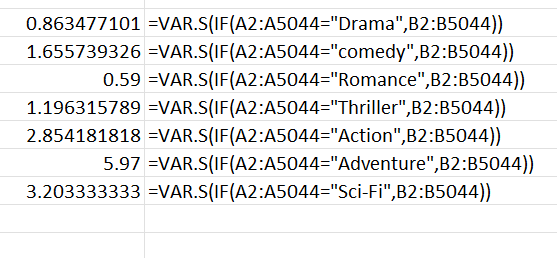 0.863477101 =VAR.S(IF(A2:A5044="Drama",B2:B5044))
1.655739326 =VAR.S(IF(A2:A5044="comedy",B2:B5044))
0.59 =VAR.S(IF(A2:A5044="Romance",B2:B5044))
1.196315789 =VAR.S(IF(A2:A5044="Thriller",B2:B5044))
2.854181818 =VAR.S(IF(A2:A5044="Action",B2:B5044))
5.97 =VAR.S(IF(A2:A5044="Adventure",B2:B5044))
3.203333333 =VAR.S(IF(A2:A5044="Sci-Fi",B2:B5044))